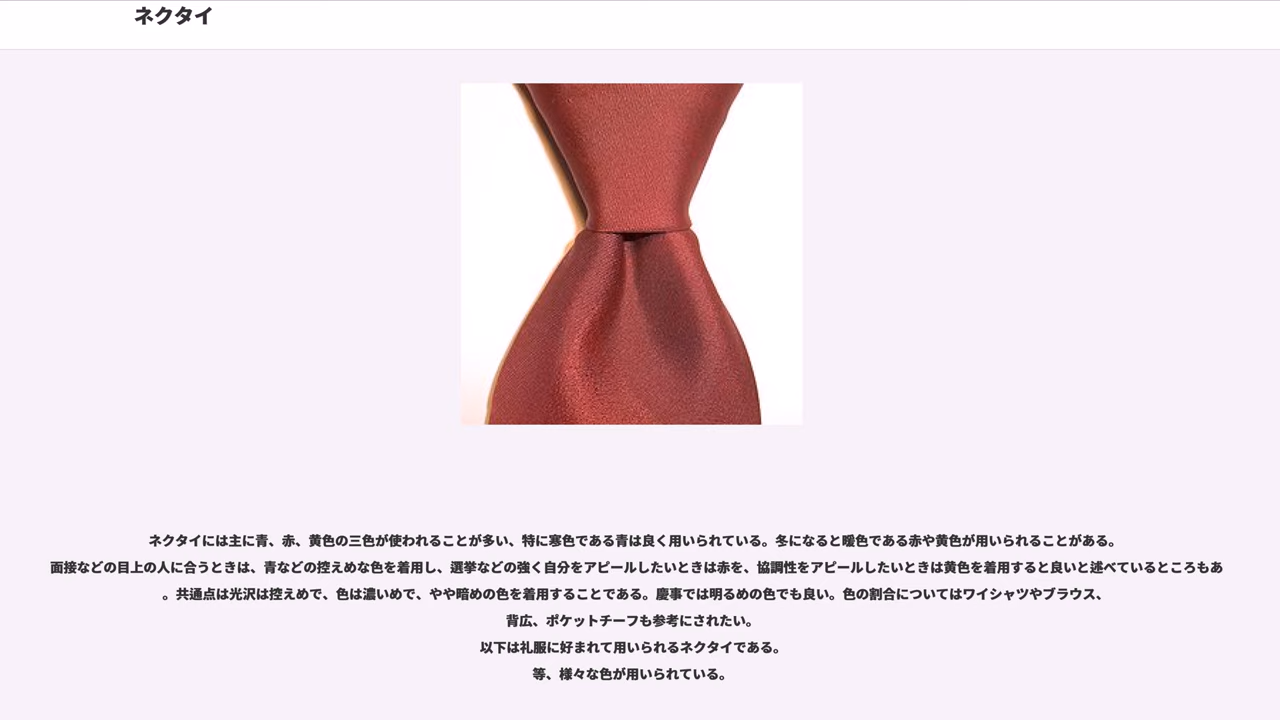 ネクタイ
ネクタイには主に青、赤、黄色の三色が使われることが多い、特に寒色である青は良く用いられている。冬になると暖色である赤や黄色が用いられることがある。
面接などの目上の人に合うときは、青などの控えめな色を着用し、選挙などの強く自分をアピールしたいときは赤を、協調性をアピールしたいときは黄色を着用すると良いと述べているところもあ
。共通点は光沢は控えめで、色は濃いめで、やや暗めの色を着用することである。慶事では明るめの色でも良い。色の割合についてはワイシャツやブラウス、
背広、ポケットチーフも参考にされたい。
以下は礼服に好まれて用いられるネクタイである。
等、様々な色が用いられている。